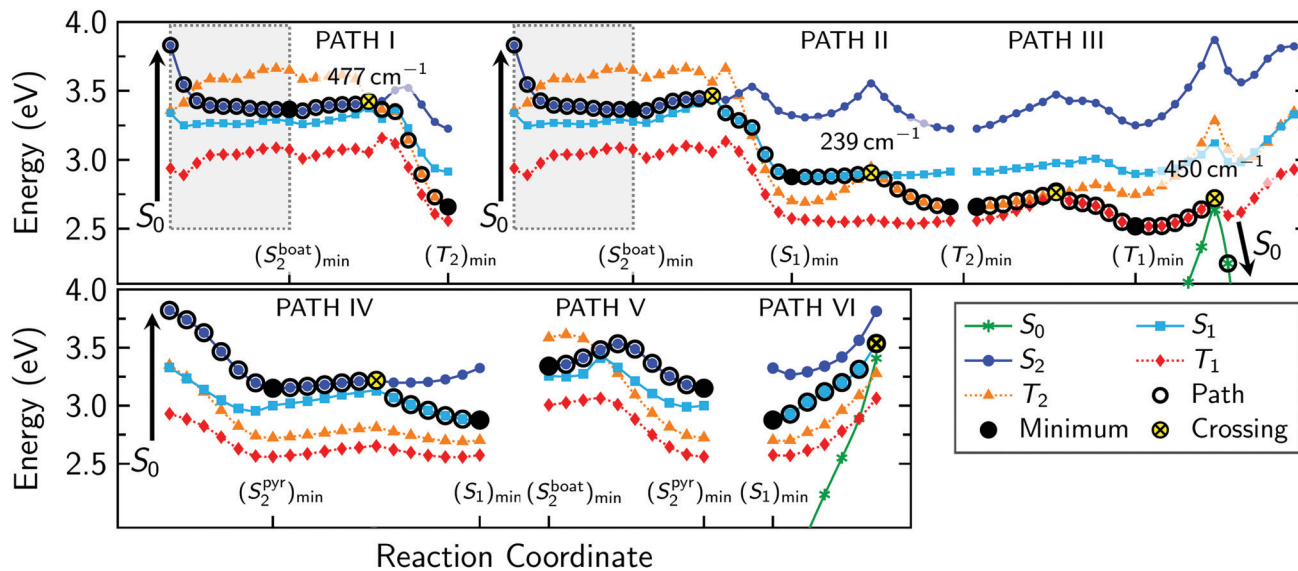 4.0
3.5
3.0
2.5
Energy (eV)
PATH I
PATH II
PATH III
477 cm⁻¹
239 cm⁻¹
450 cm⁻¹
S₀
S₀
S₀
(S₂ᵇᵒᵃᵗ)min
(T₂)min
(S₂ᵇᵒᵃᵗ)min
(S₁)min
(T₂)min
(T₁)min
4.0
3.5
3.0
2.5
Energy (eV)
PATH IV
PATH V
PATH VI
S₀
(S₂ᵖʸʳ)min
(S₁)min
(S₂ᵇᵒᵃᵗ)min
(S₂ᵖʸʳ)min
(S₁)min
Reaction Coordinate
S₀
S₁
S₂
T₁
T₂
Path
Minimum
Crossing